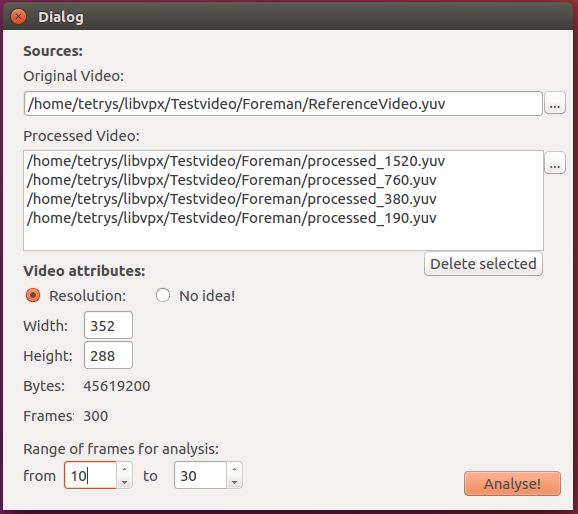 Dialog
Sources:
Original Video:
/home/tetrys/libvpx/Testvideo/Foreman/ReferenceVideo.yuv ...
Processed Video:
/home/tetrys/libvpx/Testvideo/Foreman/processed_1520.yuv ...
/home/tetrys/libvpx/Testvideo/Foreman/processed_760.yuv
/home/tetrys/libvpx/Testvideo/Foreman/processed_380.yuv
/home/tetrys/libvpx/Testvideo/Foreman/processed_190.yuv
Delete selected
Video attributes:
Resolution: No idea!
Width: 352
Height: 288
Bytes: 45619200
Frames: 300
Range of frames for analysis:
from 10 to 30
Analyse!